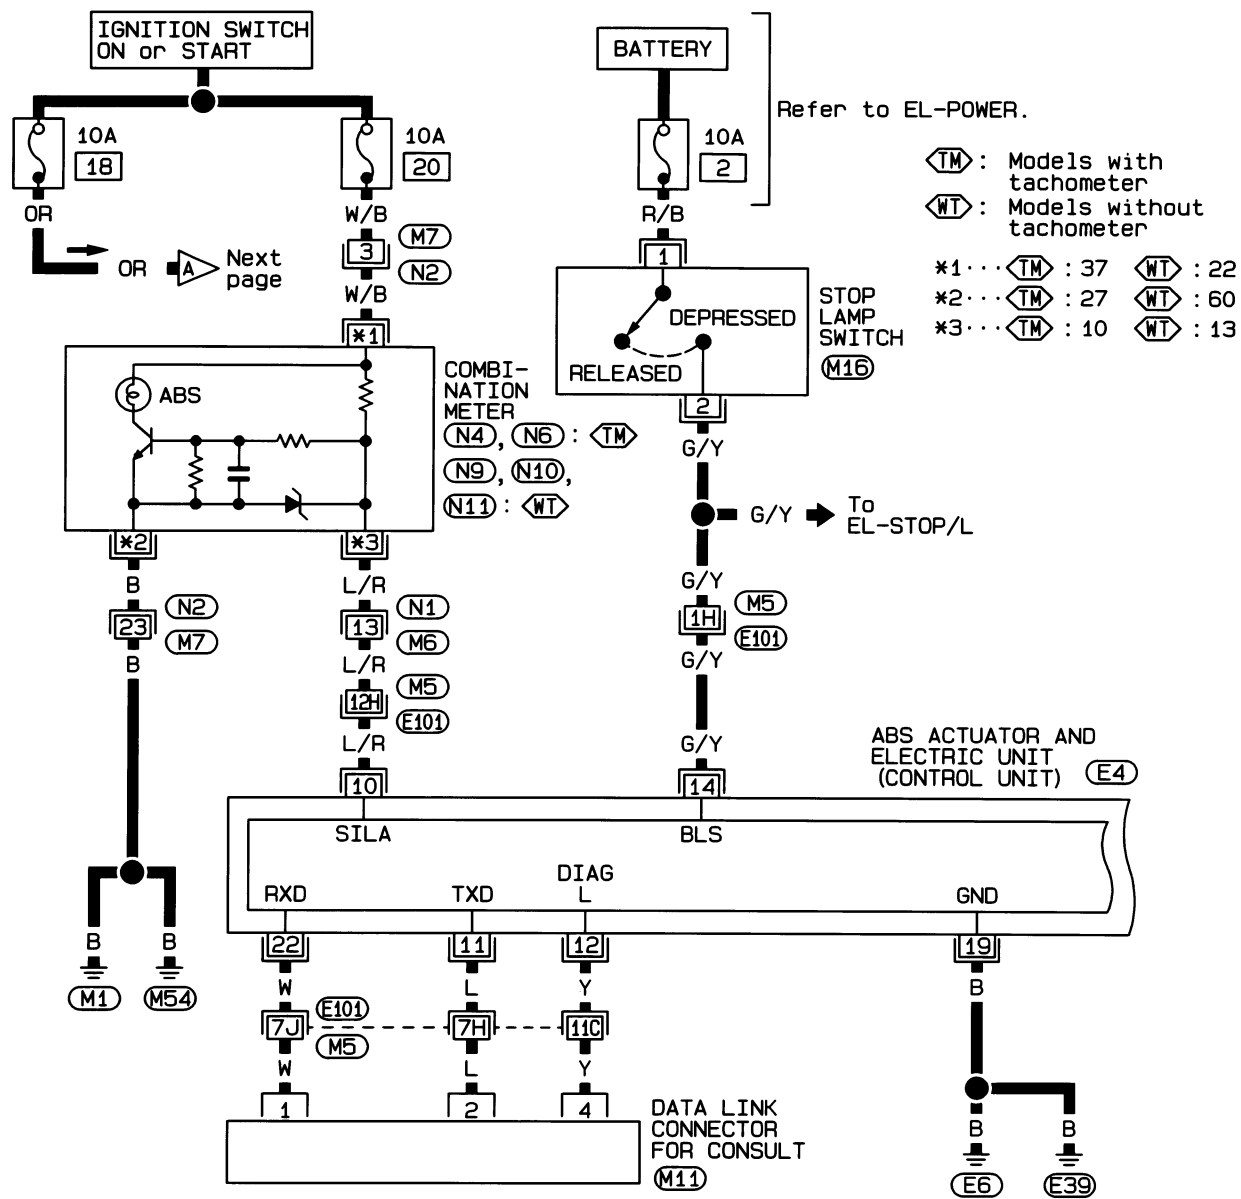 IGNITION SWITCH
ON or START
BATTERY
Refer to EL-POWER.
10A
18
10A
20
10A
2
TM : Models with
tachometer
WT : Models without
tachometer
*1··· TM : 37 WT : 22
*2··· TM : 27 WT : 60
*3··· TM : 10 WT : 13
OR
OR
A
Next
page
W/B
3
M7
N2
W/B
*1
R/B
1
DEPRESSED
RELEASED
STOP
LAMP
SWITCH
M16
2
ABS
COMBI-
NATION
METER
N4, N6 : TM
N9, N10,
N11 : WT
G/Y
G/Y
To
EL-STOP/L
*2
*3
B
L/R
G/Y
23
N2
M7
13
N1
M6
1H
M5
E101
B
L/R
G/Y
12H
M5
E101
L/R
G/Y
ABS ACTUATOR AND
ELECTRIC UNIT
(CONTROL UNIT)
E4
10
14
SILA
BLS
RXD
TXD
DIAG
L
GND
22
11
12
19
B
B
M1
M54
W
L
Y
B
E101
7J
7H
11C
M5
W
L
Y
1
2
4
DATA LINK
CONNECTOR
FOR CONSULT
M11
B
B
E6
E39